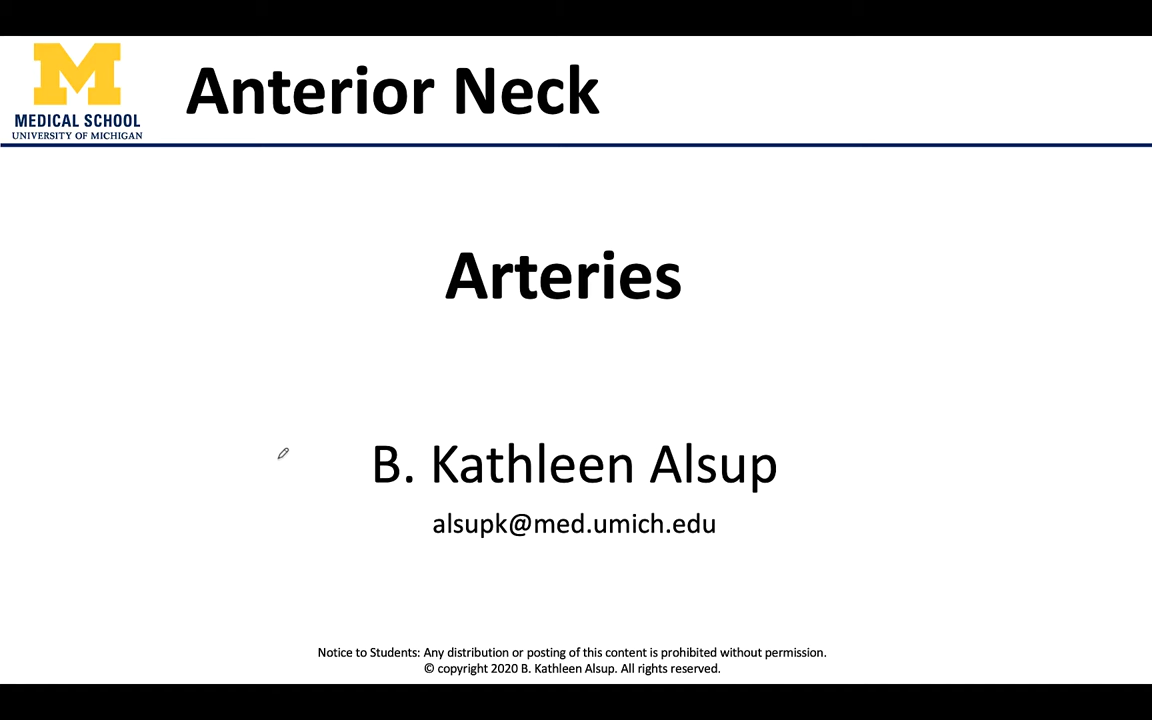 MEDICAL SCHOOL
UNIVERSITY OF MICHIGAN
Anterior Neck
Arteries
B. Kathleen Alsup
alsupk@med.umich.edu
Notice to Students: Any distribution or posting of this content is prohibited without permission.
© copyright 2020 B. Kathleen Alsup. All rights reserved.